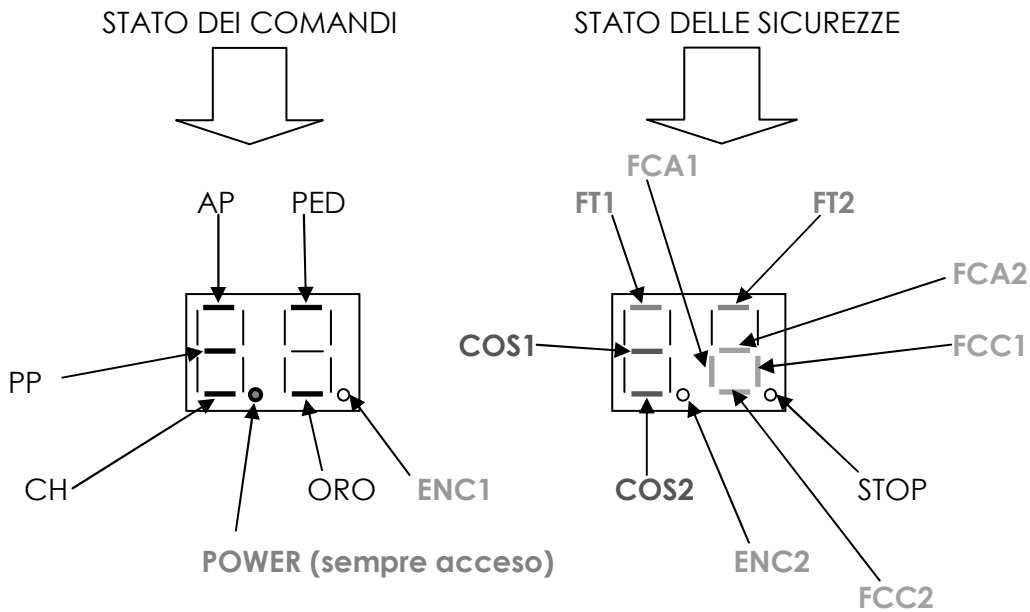 STATO DEI COMANDI
STATO DELLE SICUREZZE
FCA1
AP
PED
FT1
FT2
FCA2
COS1
FCC1
PP
CH
ORO
ENC1
COS2
STOP
POWER (sempre acceso)
ENC2
FCC2